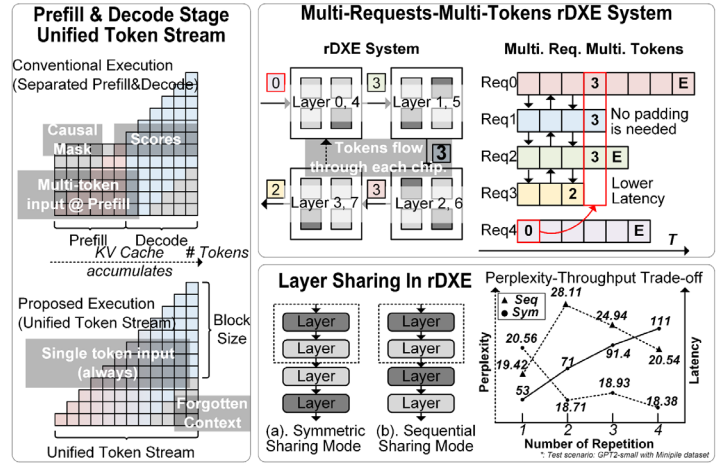 Prefill & Decode Stage
Unified Token Stream
Conventional Execution
(Separated Prefill&Decode)
Causal
Mask
Scores
Multi-token
input @ Prefill
Prefill
Decode
KV Cache
accumulates
# Tokens
Proposed Execution
(Unified Token Stream)
Block
Size
Single token input
(always)
Forgotten
Context
Unified Token Stream
Multi-Requests-Multi-Tokens rDXE System
rDXE System
0
Layer 0, 4
3
Layer 1, 5
Tokens flow
through each chip.
3
2
Layer 3, 7
3
Layer 2, 6
Multi. Req. Multi. Tokens
Req0
3
E
Req1
3
No padding
is needed
Req2
3
E
Req3
2
Lower
Latency
Req4
0
E
T
Layer Sharing In rDXE
Layer
Layer
Layer
Layer
(a). Symmetric
Sharing Mode
Layer
Layer
Layer
Layer
(b). Sequential
Sharing Mode
Perplexity-Throughput Trade-off
Seq
Sym
Perplexity
Latency
28.11
24.94
111
20.56
19.42
71
91.4
20.54
53
18.71
18.93
18.38
1
2
3
4
Number of Repetition
*: Test scenario: GPT2-small with Minipile dataset